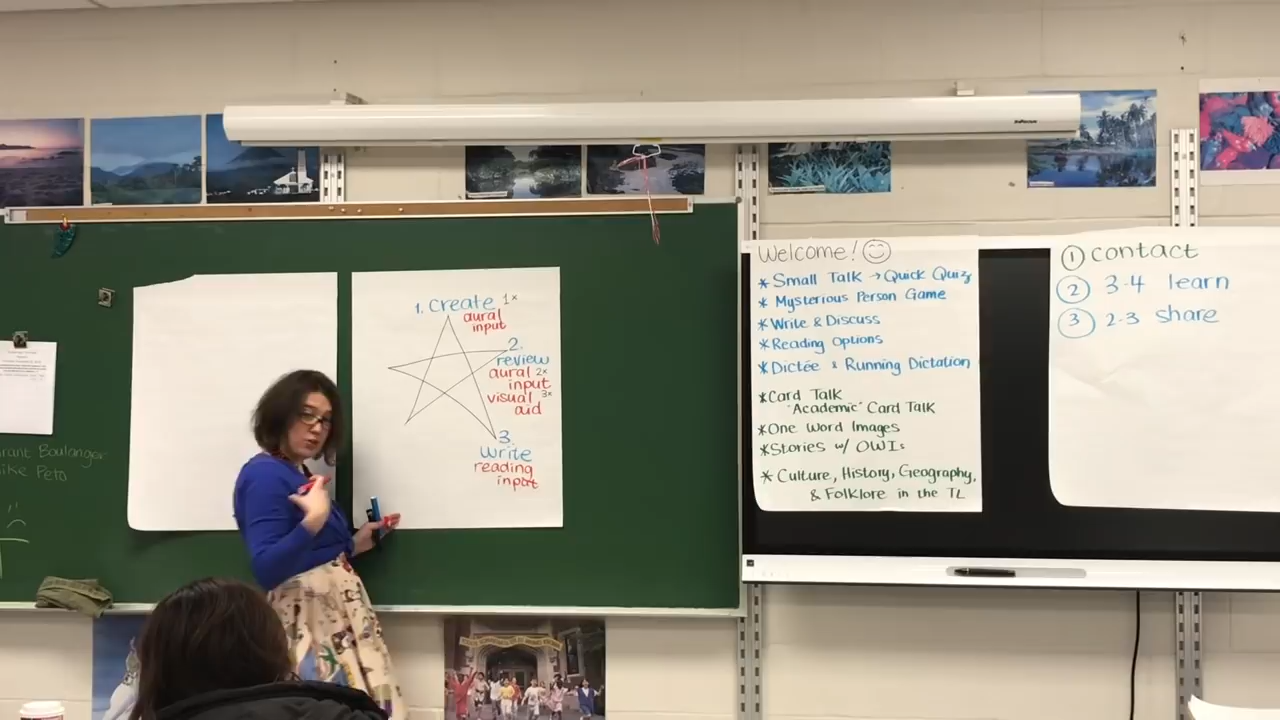 1. Create 1x
aural
input
2.
review
aural 2x
input
visual 3x
aid
3.
Write
reading
input
Welcome! ☺
* Small Talk → Quick Quiz
* Mysterious Person Game
* Write & Discuss
* Reading Options
* Dictée & Running Dictation
* Card Talk
"Academic" Card Talk
* One Word Images
* Stories w/ OWIs
* Culture, History, Geography,
& Folklore in the TL
① contact
② 3-4 learn
③ 2-3 share
Grant Boulanger
Mike Peto